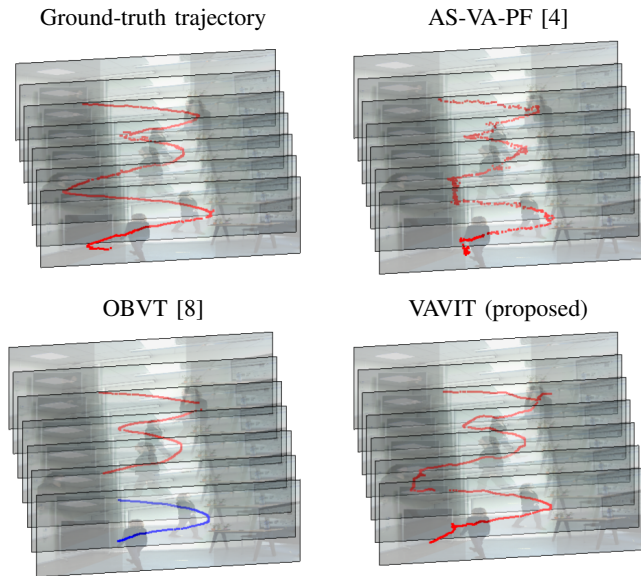 Ground-truth trajectory
AS-VA-PF [4]
OBVT [8]
VAVIT (proposed)